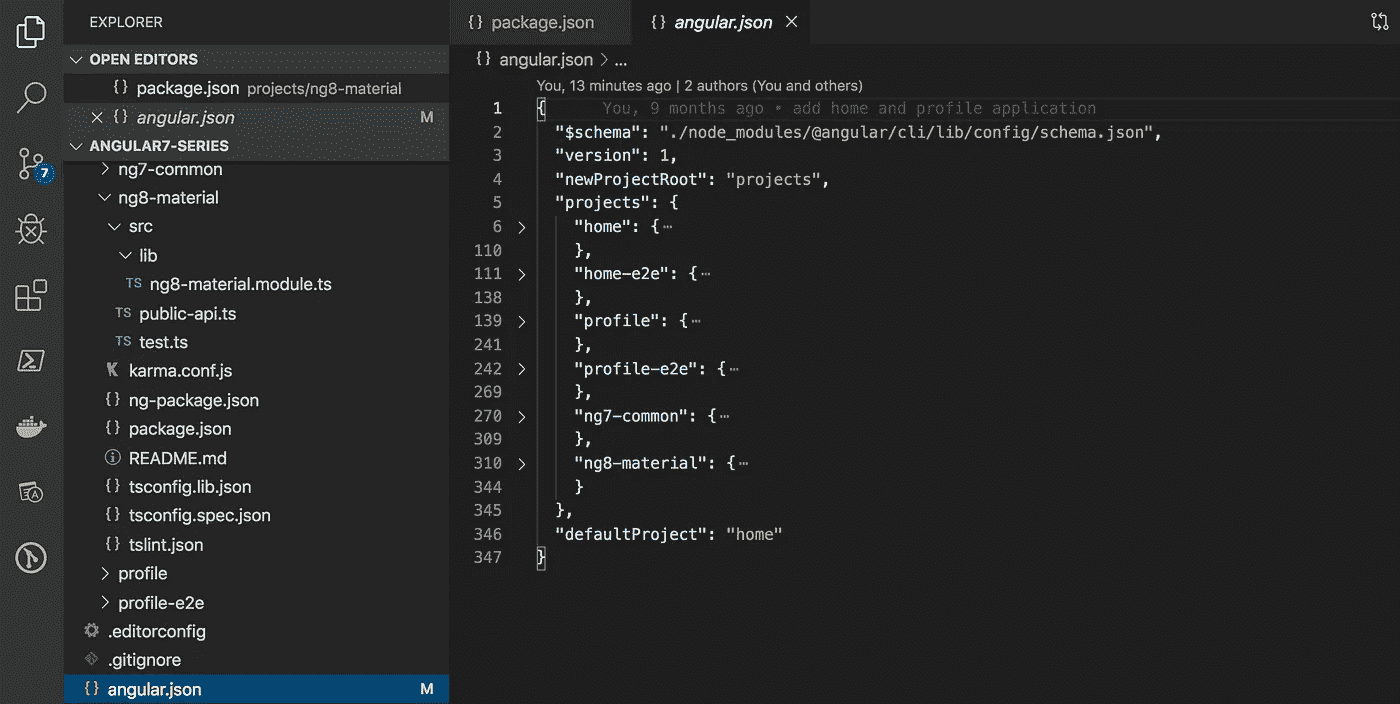 EXPLORER
OPEN EDITORS
{} package.json projects/ng8-material
{} angular.json M
ANGULAR7-SERIES
7
ng7-common
ng8-material
src
lib
TS ng8-material.module.ts
TS public-api.ts
TS test.ts
K karma.conf.js
{} ng-package.json
{} package.json
README.md
{} tsconfig.lib.json
{} tsconfig.spec.json
{} tslint.json
profile
profile-e2e
.editorconfig
.gitignore
{} angular.json M
{} package.json
{} angular.json
{} angular.json > ...
You, 13 minutes ago | 2 authors (You and others)
1 { You, 9 months ago • add home and profile application
2 "$schema": "./node_modules/@angular/cli/lib/config/schema.json",
3 "version": 1,
4 "newProjectRoot": "projects",
5 "projects": {
6 "home": {⋯
110 },
111 "home-e2e": {⋯
138 },
139 "profile": {⋯
241 },
242 "profile-e2e": {⋯
269 },
270 "ng7-common": {⋯
309 },
310 "ng8-material": {⋯
344 }
345 },
346 "defaultProject": "home"
347 }